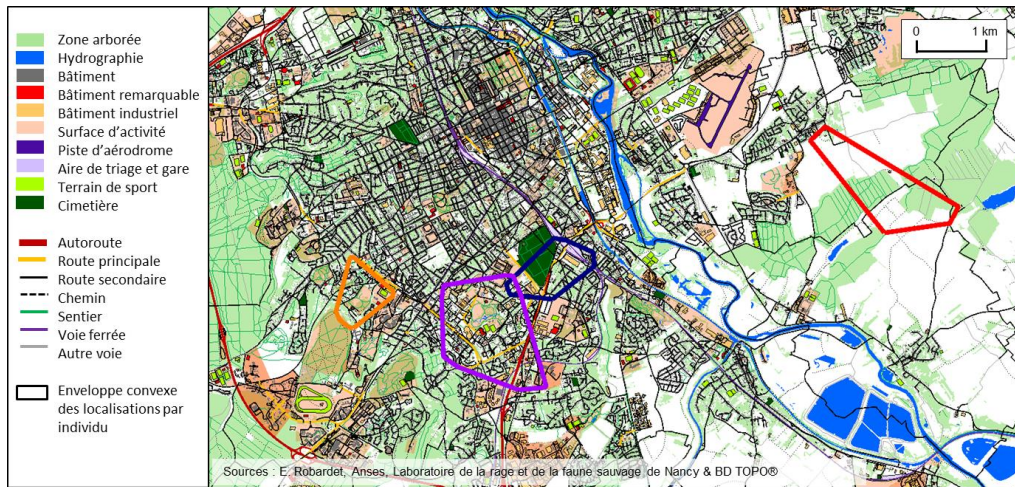 Zone arborée
Hydrographie
Bâtiment
Bâtiment remarquable
Bâtiment industriel
Surface d'activité
Piste d'aérodrome
Aire de triage et gare
Terrain de sport
Cimetière
Autoroute
Route principale
Route secondaire
Chemin
Sentier
Voie ferrée
Autre voie
Enveloppe convexe
des localisations par
individu
0 1 km
Sources : E. Robardet, Anses, Laboratoire de la rage et de la faune sauvage de Nancy & BD TOPO®